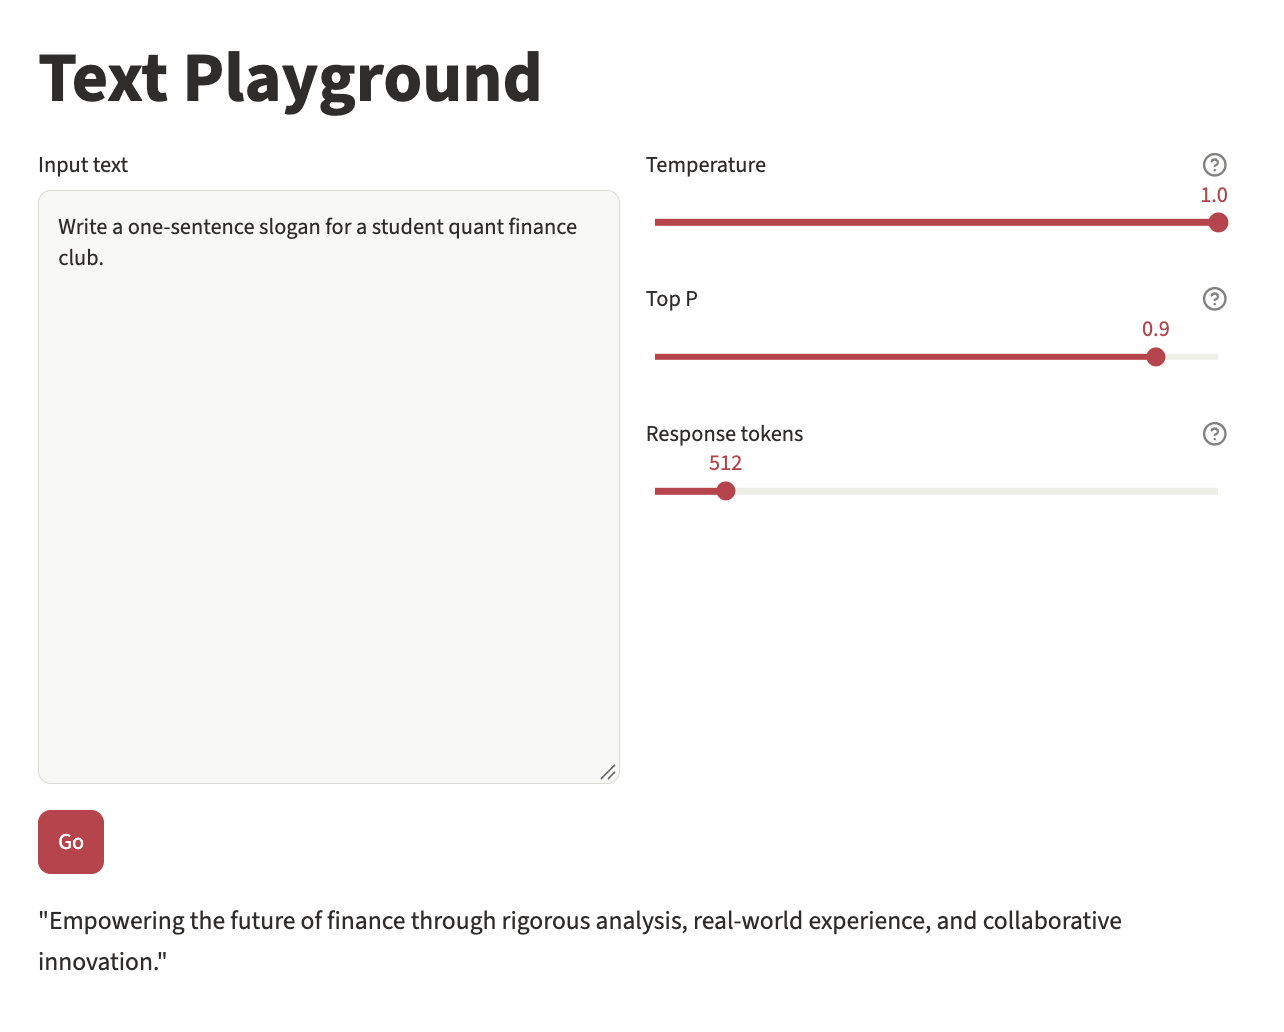 Text Playground
Input text
Write a one-sentence slogan for a student quant finance
club.
Temperature
1.0
Top P
0.9
Response tokens
512
Go
"Empowering the future of finance through rigorous analysis, real-world experience, and collaborative
innovation."